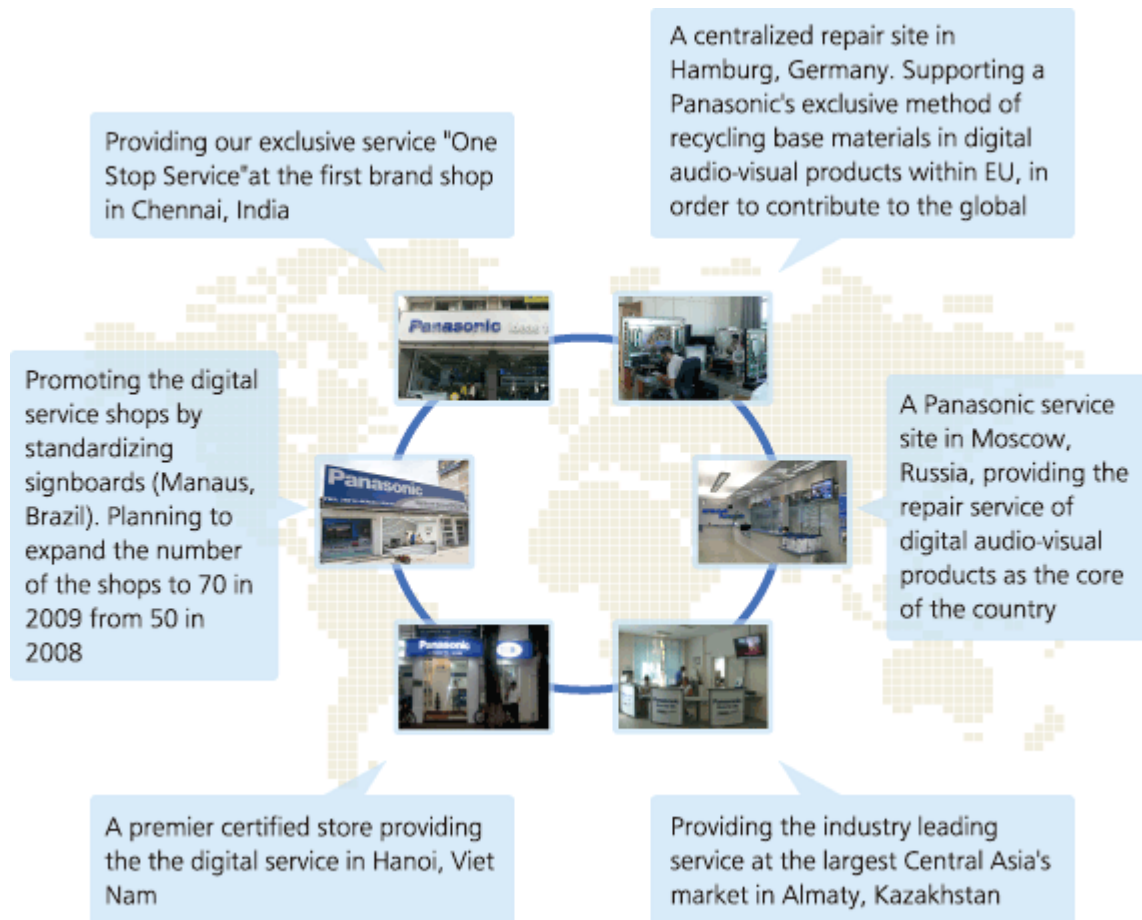 A centralized repair site in
Hamburg, Germany. Supporting a
Panasonic's exclusive method of
recycling base materials in digital
audio-visual products within EU, in
order to contribute to the global
Providing our exclusive service "One
Stop Service"at the first brand shop
in Chennai, India
Panasonic ideas
Promoting the digital
service shops by
standardizing
signboards (Manaus,
Brazil). Planning to
expand the number
of the shops to 70 in
2009 from 50 in
2008
Panasonic
A Panasonic service
site in Moscow,
Russia, providing the
repair service of
digital audio-visual
products as the core
of the country
Panasonic
Panasonic
Panasonic
A premier certified store providing
the the digital service in Hanoi, Viet
Nam
Providing the industry leading
service at the largest Central Asia's
market in Almaty, Kazakhstan